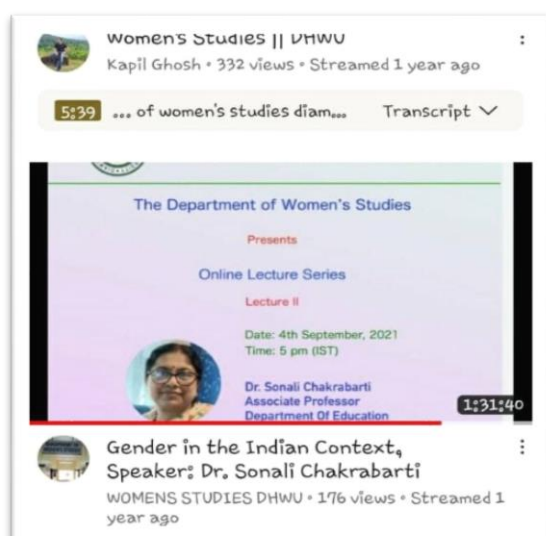 Women's Studies || DHWU
Kapil Ghosh • 332 views • Streamed 1 year ago
5:39 ... of women's studies diam... Transcript
The Department of Women's Studies
Presents
Online Lecture Series
Lecture II
Date: 4th September, 2021
Time: 5 pm (IST)
Dr. Sonali Chakrabarti
Associate Professor
Department Of Education
1:31:40
Gender in the Indian Context,
Speaker: Dr. Sonali Chakrabarti
WOMENS STUDIES DHWU • 176 views • Streamed 1
year ago